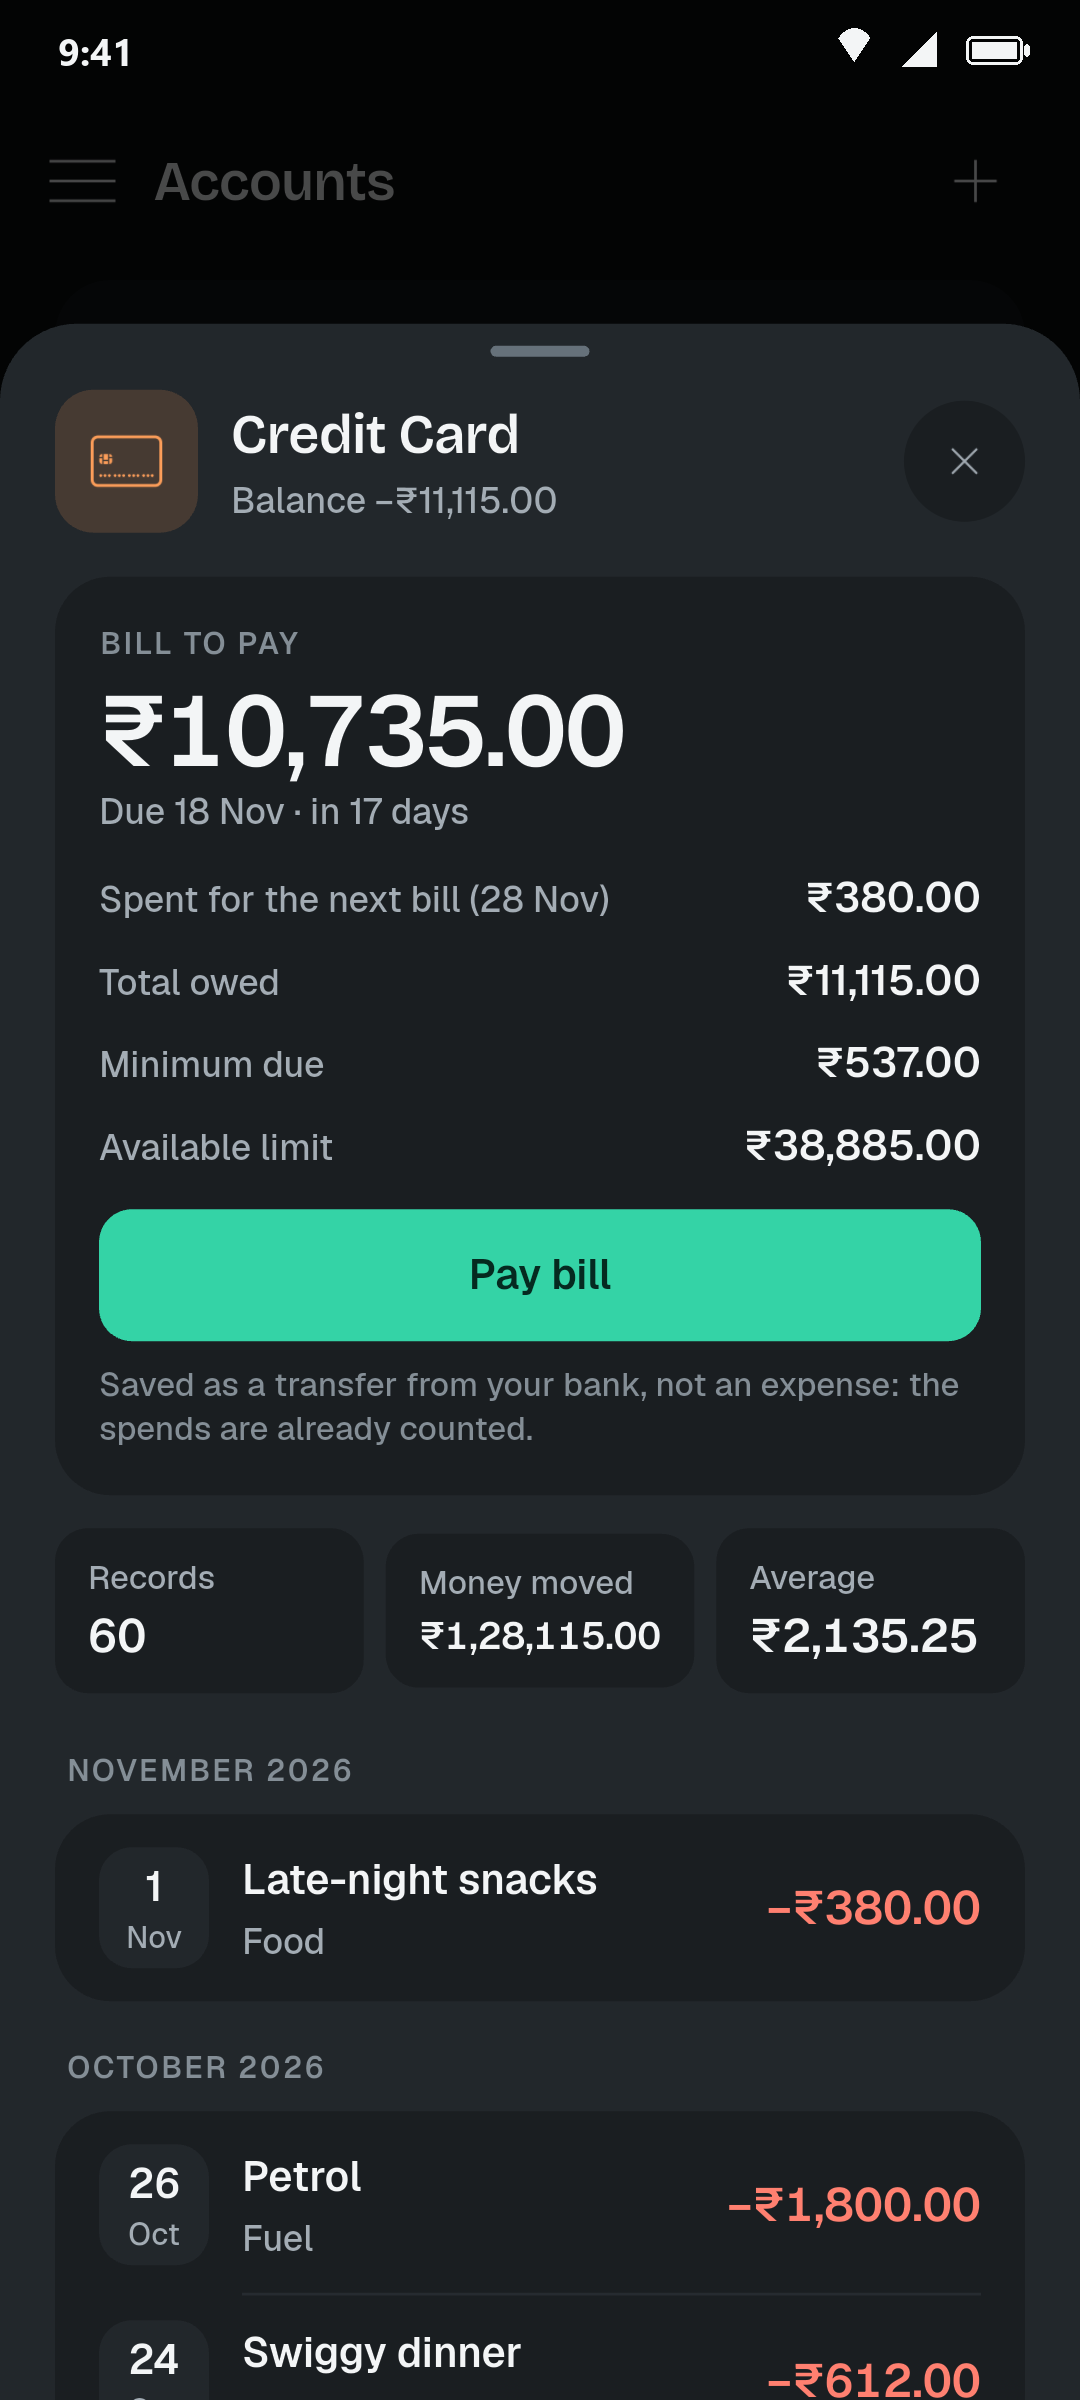 9:41
Accounts
Credit Card
Balance −₹11,115.00
BILL TO PAY
₹10,735.00
Due 18 Nov · in 17 days
Spent for the next bill (28 Nov) ₹380.00
Total owed ₹11,115.00
Minimum due ₹537.00
Available limit ₹38,885.00
Pay bill
Saved as a transfer from your bank, not an expense: the
spends are already counted.
Records
60
Money moved
₹1,28,115.00
Average
₹2,135.25
NOVEMBER 2026
1 Nov
Late-night snacks
Food
−₹380.00
OCTOBER 2026
26 Oct
Petrol
Fuel
−₹1,800.00
24
Swiggy dinner
−₹612.00